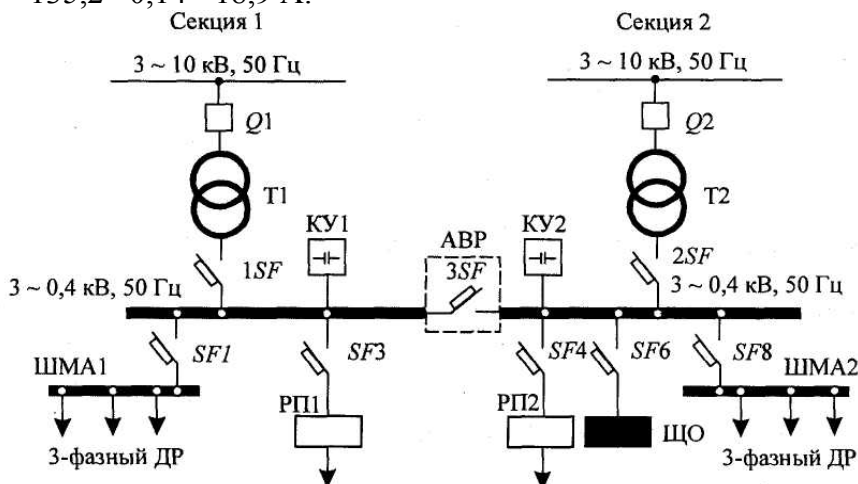 Секция 1
Секция 2
3 ~ 10 кВ, 50 Гц
3 ~ 10 кВ, 50 Гц
Q1
Q2
Т1
Т2
КУ1
АВР
КУ2
1SF
3SF
2SF
3 ~ 0,4 кВ, 50 Гц
3 ~ 0,4 кВ, 50 Гц
SF1
SF3
SF4
SF6
SF8
ШМА1
ШМА2
РП1
РП2
ЩО
3-фазный ДР
3-фазный ДР